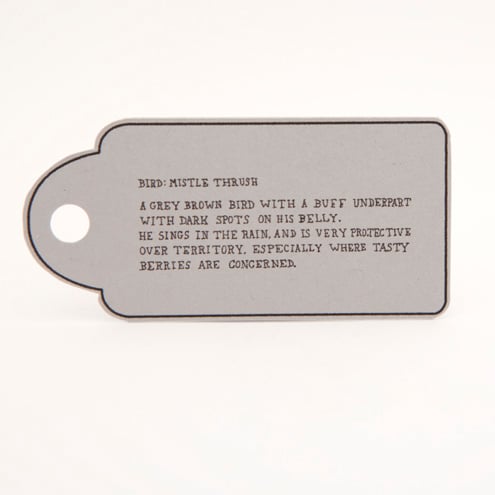 BIRD: MISTLE THRUSH
A GREY BROWN BIRD WITH A BUFF UNDERPART
WITH DARK SPOTS ON HIS BELLY.
HE SINGS IN THE RAIN, AND IS VERY PROTECTIVE
OVER TERRITORY, ESPECIALLY WHERE TASTY
BERRIES ARE CONCERNED.